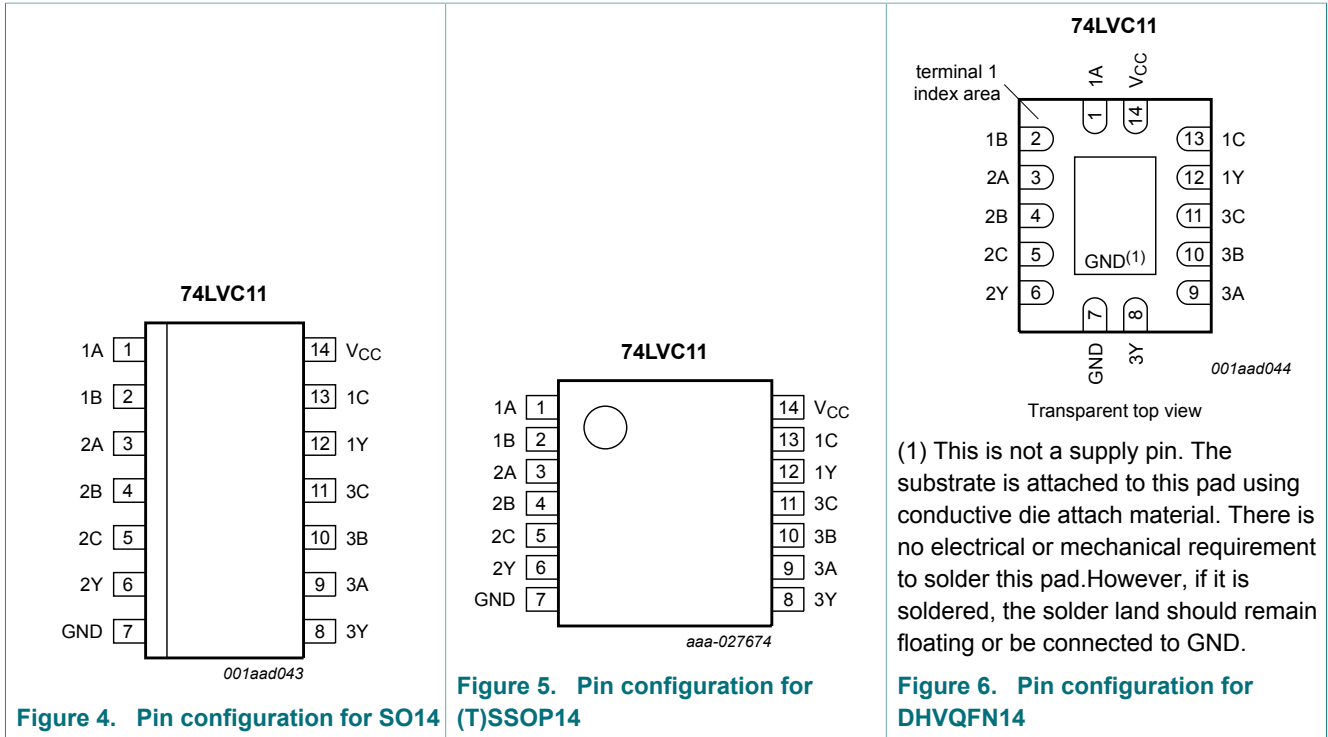 74LVC11
1A 1 14 VCC
1B 2 13 1C
2A 3 12 1Y
2B 4 11 3C
2C 5 10 3B
2Y 6 9 3A
GND 7 8 3Y
001aad043
Figure 4. Pin configuration for SO14
74LVC11
1A 1 14 VCC
1B 2 13 1C
2A 3 12 1Y
2B 4 11 3C
2C 5 10 3B
2Y 6 9 3A
GND 7 8 3Y
aaa-027674
Figure 5. Pin configuration for
(T)SSOP14
74LVC11
terminal 1
index area
1A VCC
1 14
1B 2 13 1C
2A 3 12 1Y
2B 4 11 3C
2C 5 10 3B
GND(1)
2Y 6 9 3A
7 8
GND 3Y
001aad044
Transparent top view
(1) This is not a supply pin. The
substrate is attached to this pad using
conductive die attach material. There is
no electrical or mechanical requirement
to solder this pad.However, if it is
soldered, the solder land should remain
floating or be connected to GND.
Figure 6. Pin configuration for
DHVQFN14